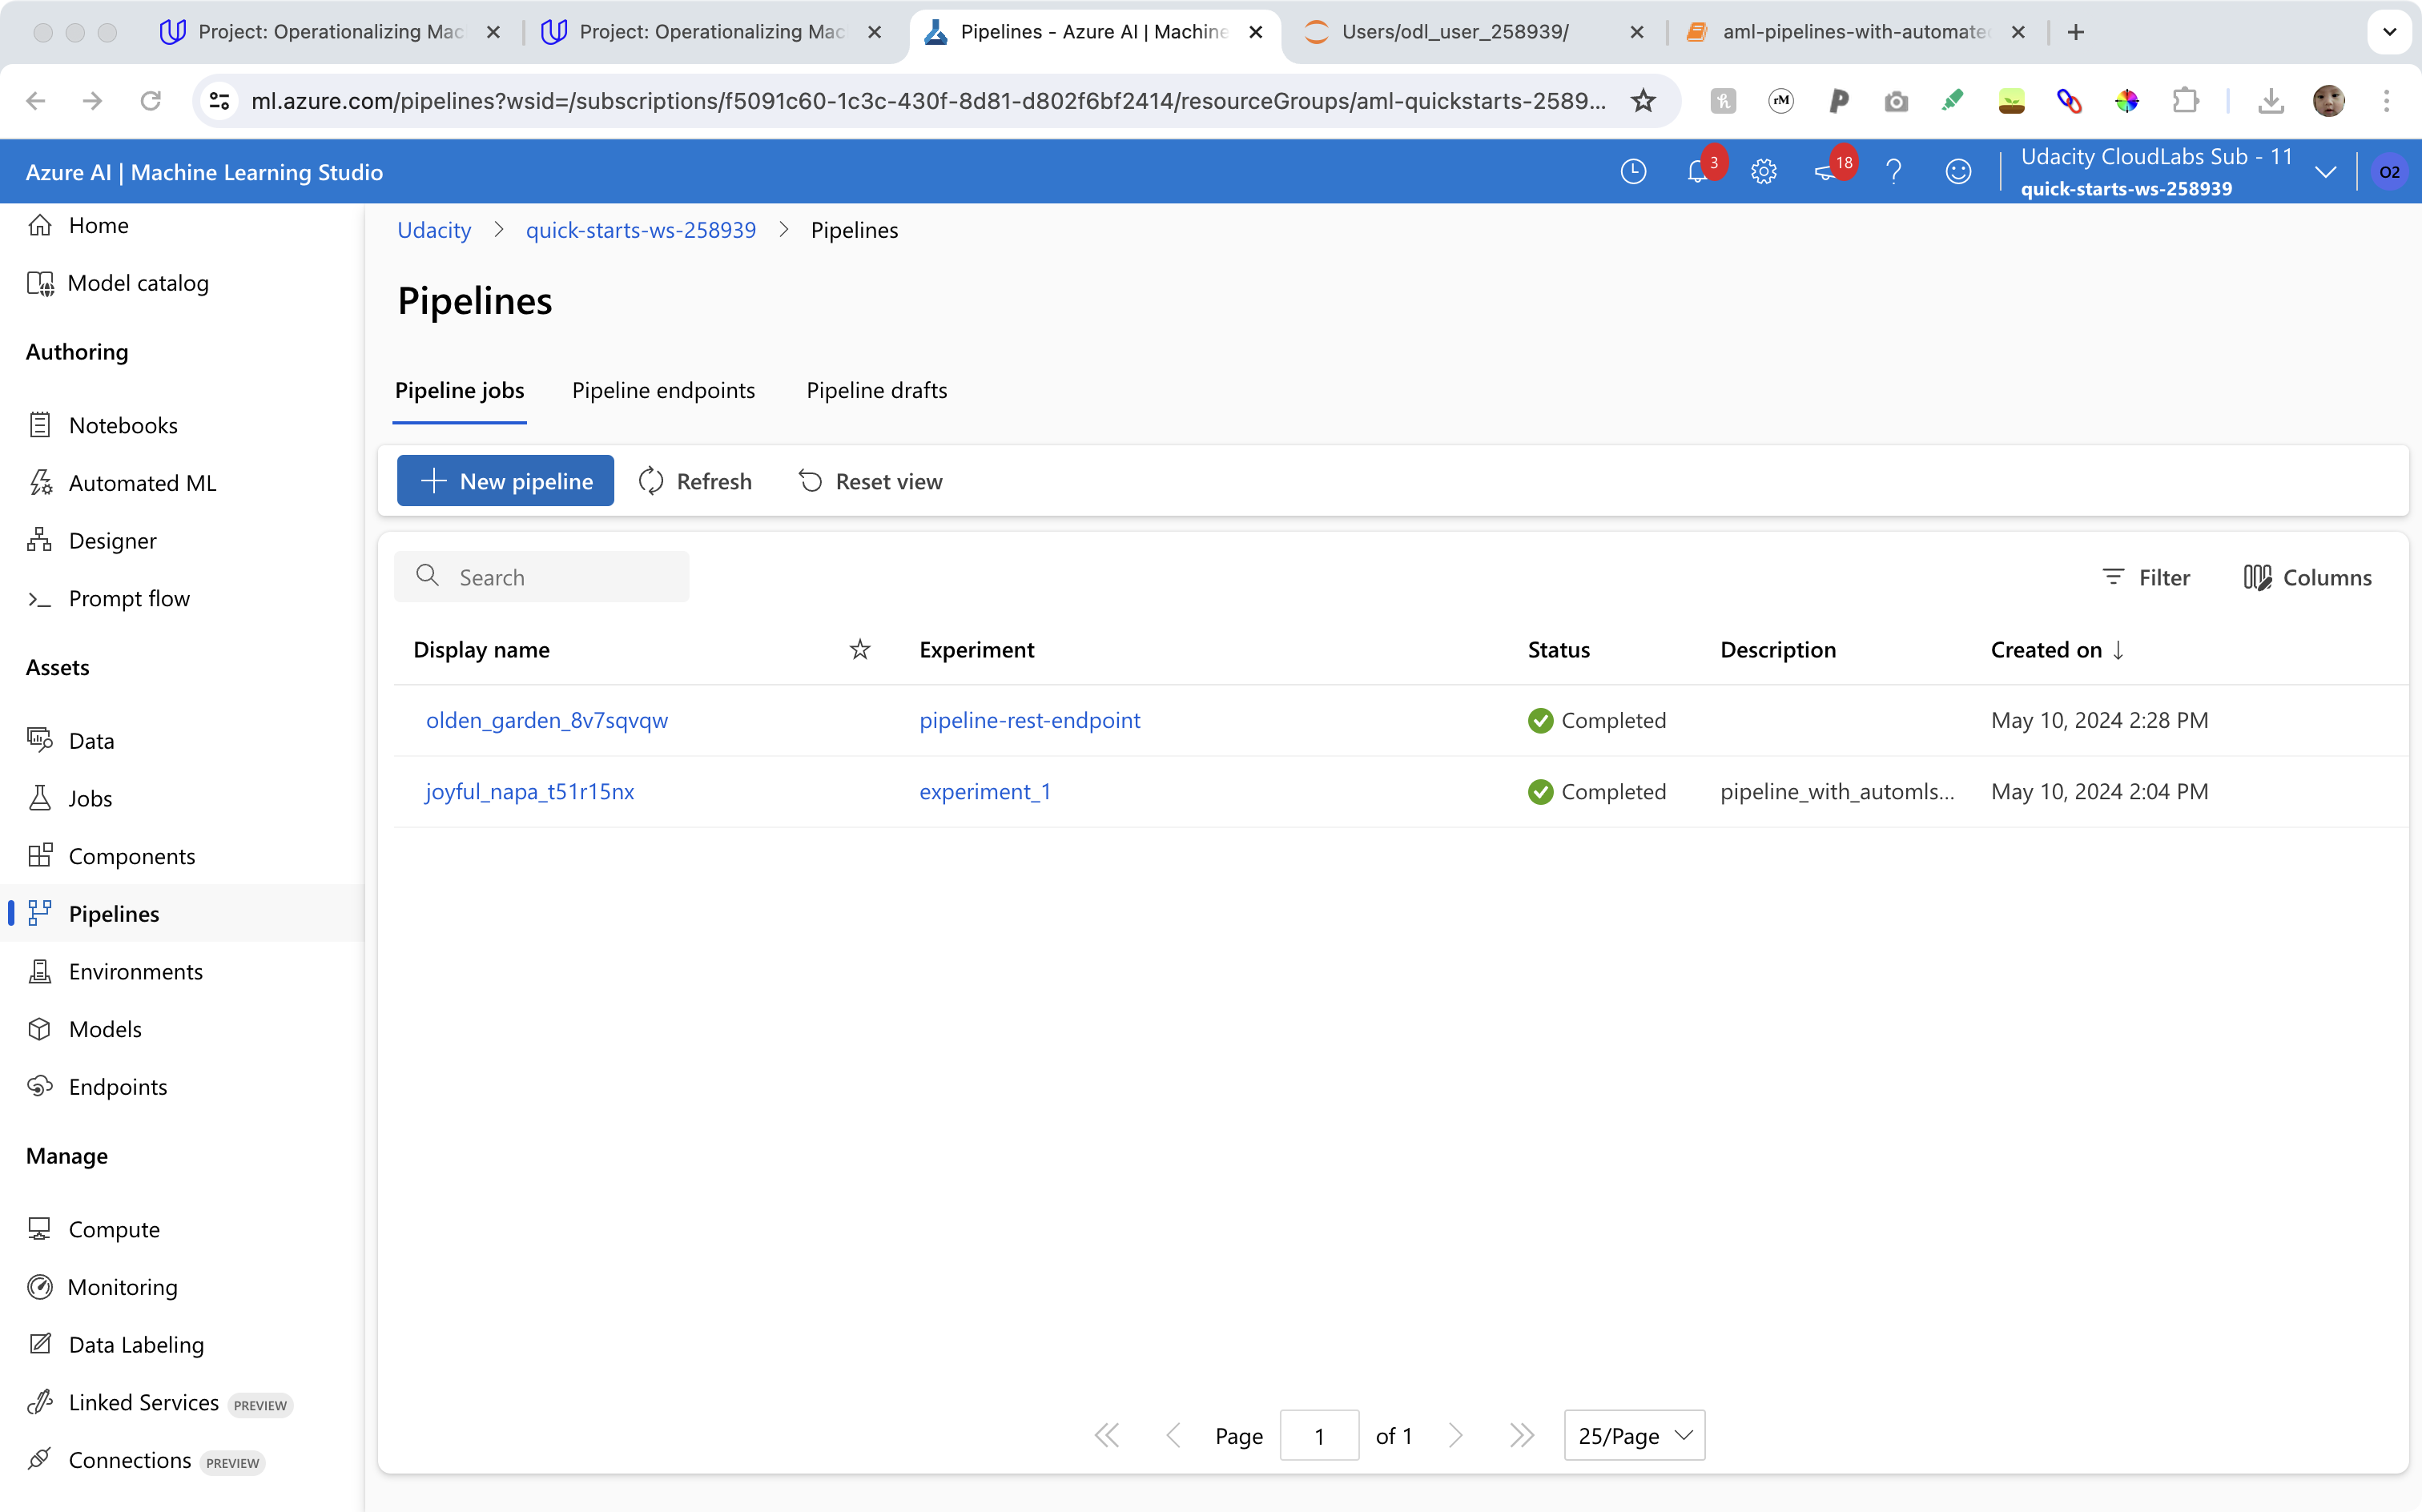 Project: Operationalizing Mac
Project: Operationalizing Mac
Pipelines - Azure AI | Machine
Users/odl_user_258939/
aml-pipelines-with-automate
ml.azure.com/pipelines?wsid=/subscriptions/f5091c60-1c3c-430f-8d81-d802f6bf2414/resourceGroups/aml-quickstarts-2589...
rM
Azure AI | Machine Learning Studio
3
18
Udacity CloudLabs Sub - 11
quick-starts-ws-258939
O2
Home
Model catalog
Authoring
Notebooks
Automated ML
Designer
Prompt flow
Assets
Data
Jobs
Components
Pipelines
Environments
Models
Endpoints
Manage
Compute
Monitoring
Data Labeling
Linked Services PREVIEW
Connections PREVIEW
Udacity > quick-starts-ws-258939 > Pipelines
Pipelines
Pipeline jobs Pipeline endpoints Pipeline drafts
New pipeline Refresh Reset view
Search
Filter Columns
Display name Experiment Status Description Created on ↓
olden_garden_8v7sqvqw pipeline-rest-endpoint Completed May 10, 2024 2:28 PM
joyful_napa_t51r15nx experiment_1 Completed pipeline_with_automls... May 10, 2024 2:04 PM
Page 1 of 1 25/Page